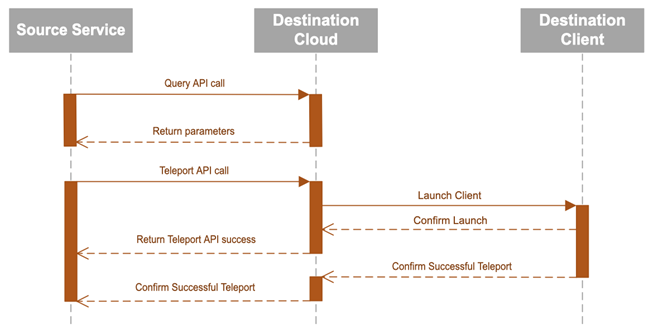 Source Service
Destination
Cloud
Destination
Client
Query API call
Return parameters
Teleport API call
Launch Client
Confirm Launch
Return Teleport API success
Confirm Successful Teleport
Confirm Successful Teleport